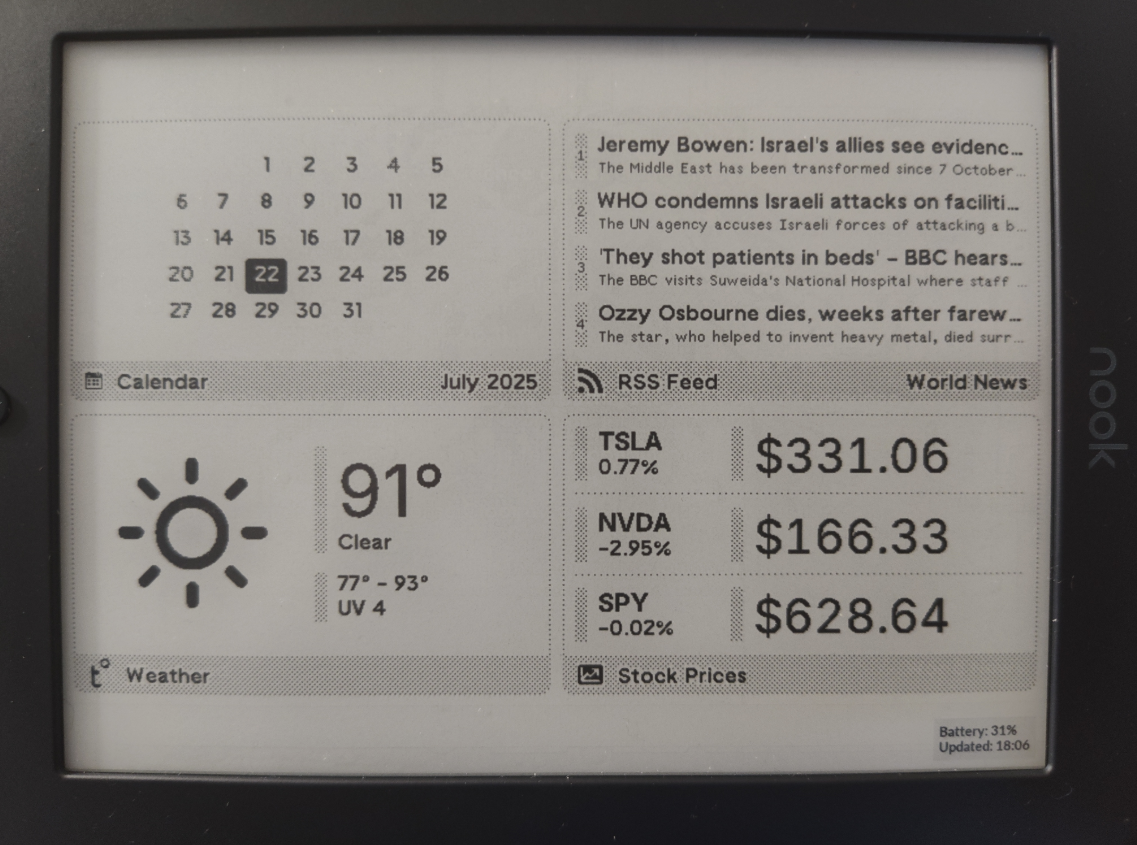 1 2 3 4 5
6 7 8 9 10 11 12
13 14 15 16 17 18 19
20 21 22 23 24 25 26
27 28 29 30 31
Calendar July 2025
1 Jeremy Bowen: Israel's allies see evidenc...
The Middle East has been transformed since 7 October...
2 WHO condemns Israeli attacks on faciliti...
The UN agency accuses Israeli forces of attacking a b...
3 'They shot patients in beds' – BBC hears...
The BBC visits Suweida's National Hospital where staff ...
4 Ozzy Osbourne dies, weeks after farew...
The star, who helped to invent heavy metal, died surr...
RSS Feed World News
91°
Clear
77° - 93°
UV 4
t° Weather
TSLA
0.77%
$331.06
NVDA
-2.95%
$166.33
SPY
-0.02%
$628.64
Stock Prices
Battery: 31%
Updated: 18:06
nook